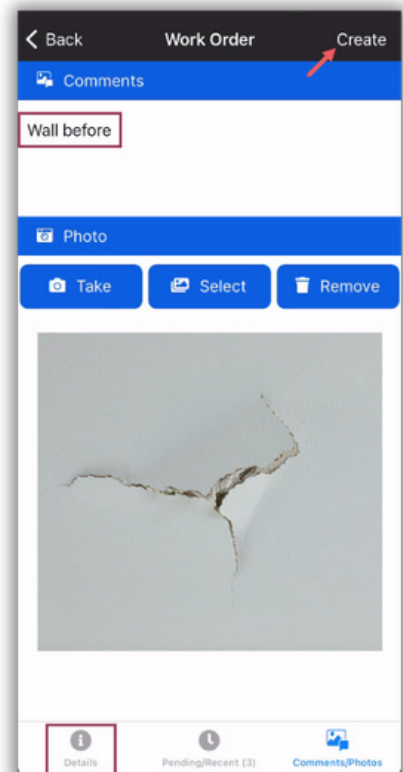 Back Work Order Create
Comments
Wall before
Photo
Take Select Remove
Details Pending/Recent (3) Comments/Photos